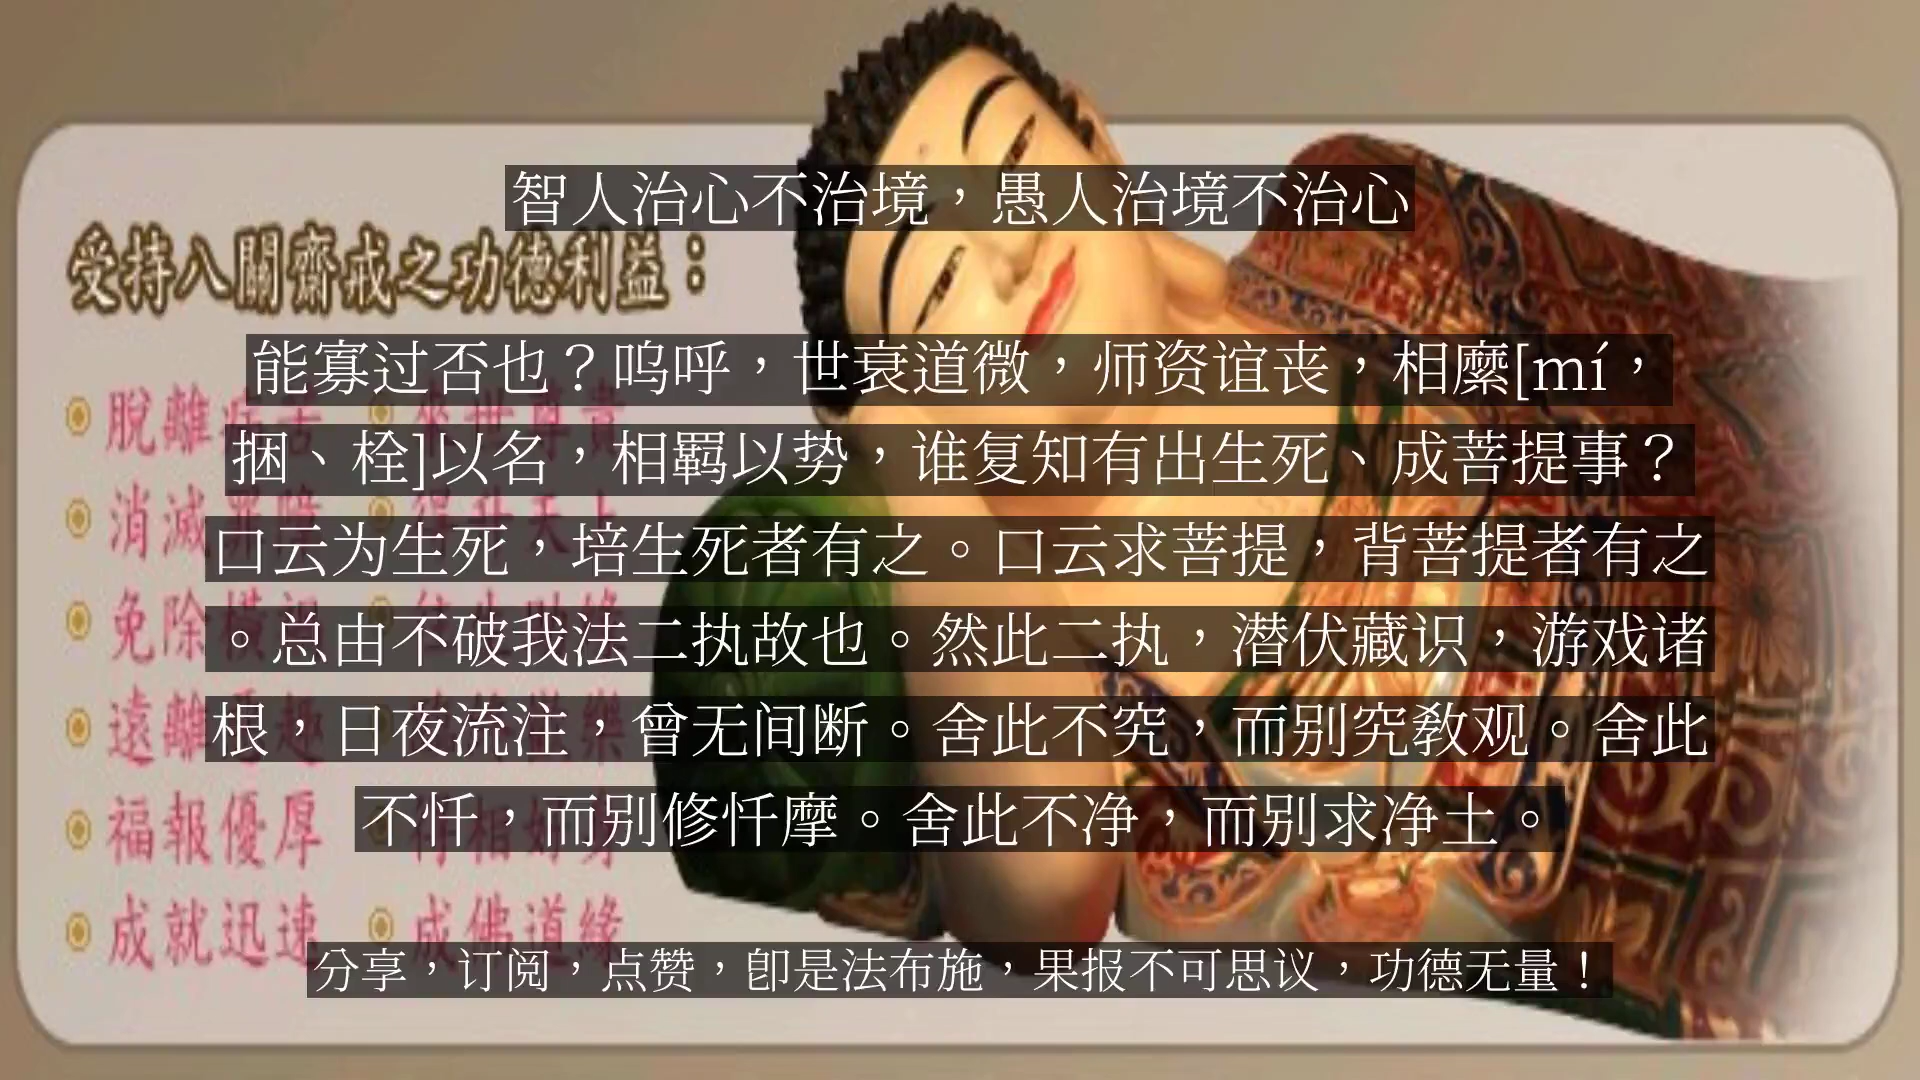 智人治心不治境，愚人治境不治心
受持八關齋戒之功德利益：
能寡过否也？呜呼，世衰道微，师资谊丧，相縻[mí，
捆、栓]以名，相羁以势，谁复知有出生死、成菩提事？
口云为生死，培生死者有之。口云求菩提，背菩提者有之
。总由不破我法二执故也。然此二执，潜伏藏识，游戏诸
根，日夜流注，曾无间断。舍此不究，而别究教观。舍此
不忏，而别修忏摩。舍此不净，而别求净土。
脫離
消滅
免除
遠離
福報優厚
成就迅速
成佛道緣
分享，订阅，点赞，即是法布施，果报不可思议，功德无量！